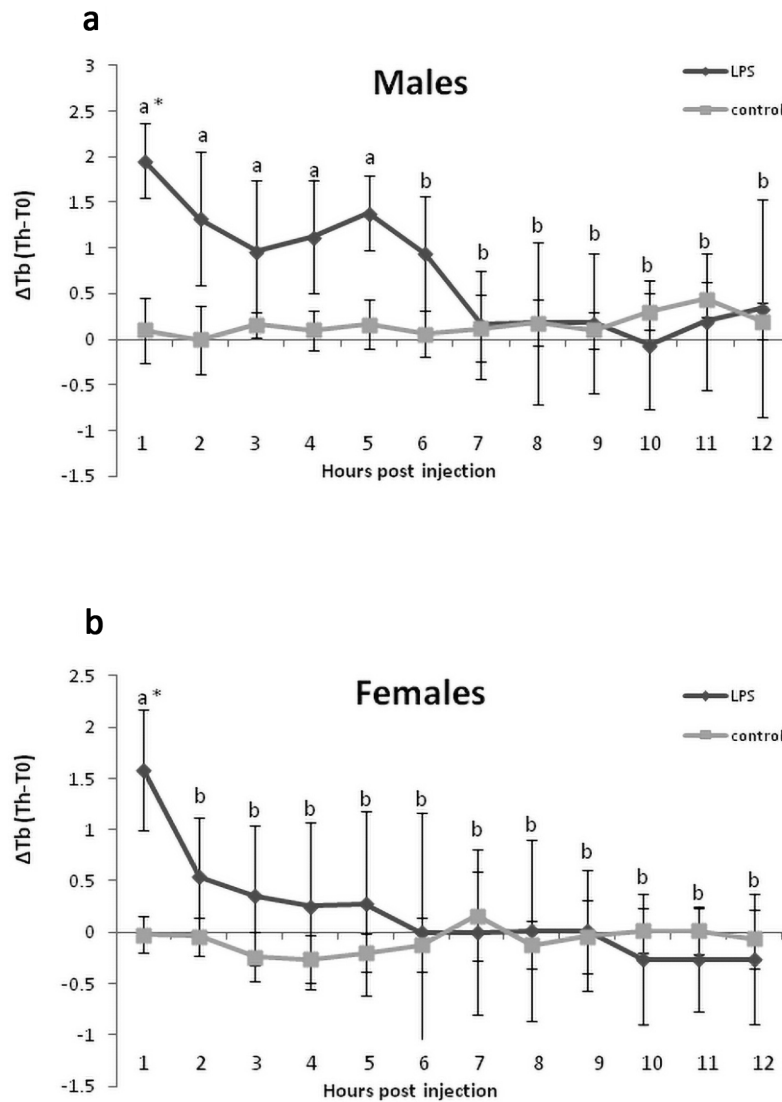 a
Males
LPS
control
3
2.5
2
1.5
1
0.5
0
-0.5
-1
-1.5
ΔTb (Th-T0)
a * a a a a b b b b b b b
1 2 3 4 5 6 7 8 9 10 11 12
Hours post injection
b
Females
LPS
control
2.5
2
1.5
1
0.5
0
-0.5
-1
-1.5
ΔTb (Th-T0)
a * b b b b b b b b b b b
1 2 3 4 5 6 7 8 9 10 11 12
Hours post injection